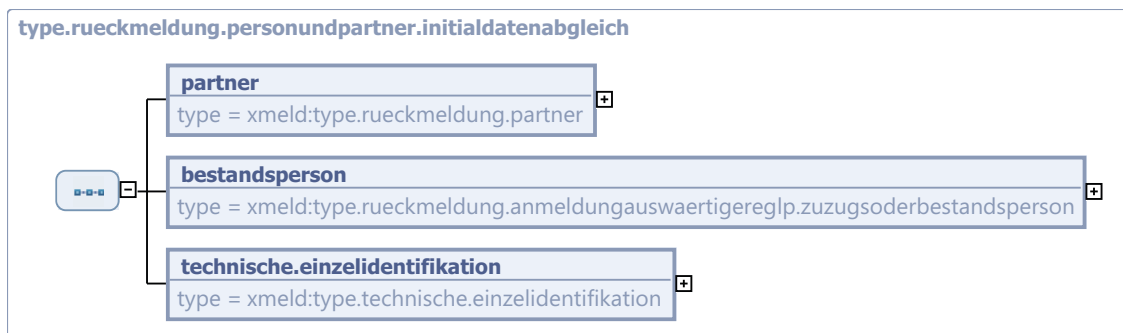 type.rueckmeldung.personundpartner.initialdatenabgleich
partner
type = xmeld:type.rueckmeldung.partner
bestandsperson
type = xmeld:type.rueckmeldung.anmeldungauswaertigereglp.zuzugsoderbestandsperson
technische.einzelidentifikation
type = xmeld:type.technische.einzelidentifikation